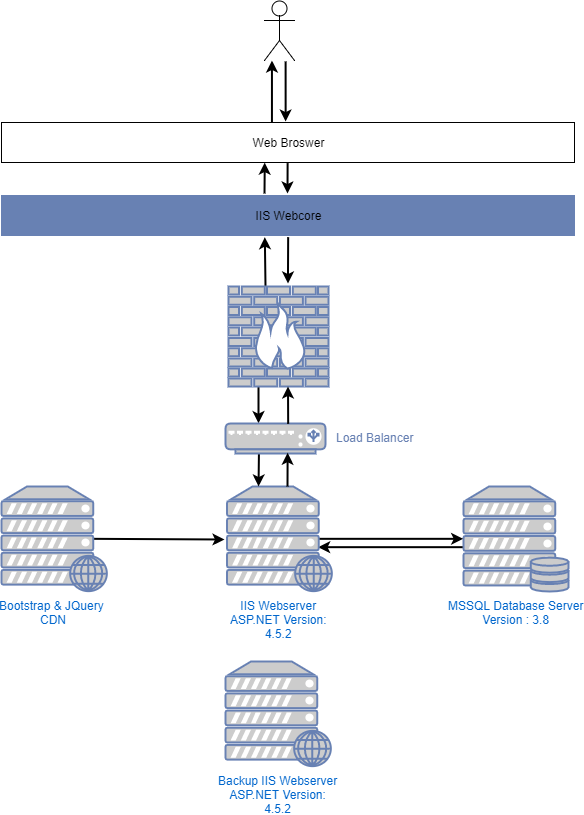 Web Broswer
IIS Webcore
Load Balancer
Bootstrap & JQuery
CDN
IIS Webserver
ASP.NET Version:
4.5.2
MSSQL Database Server
Version : 3.8
Backup IIS Webserver
ASP.NET Version:
4.5.2